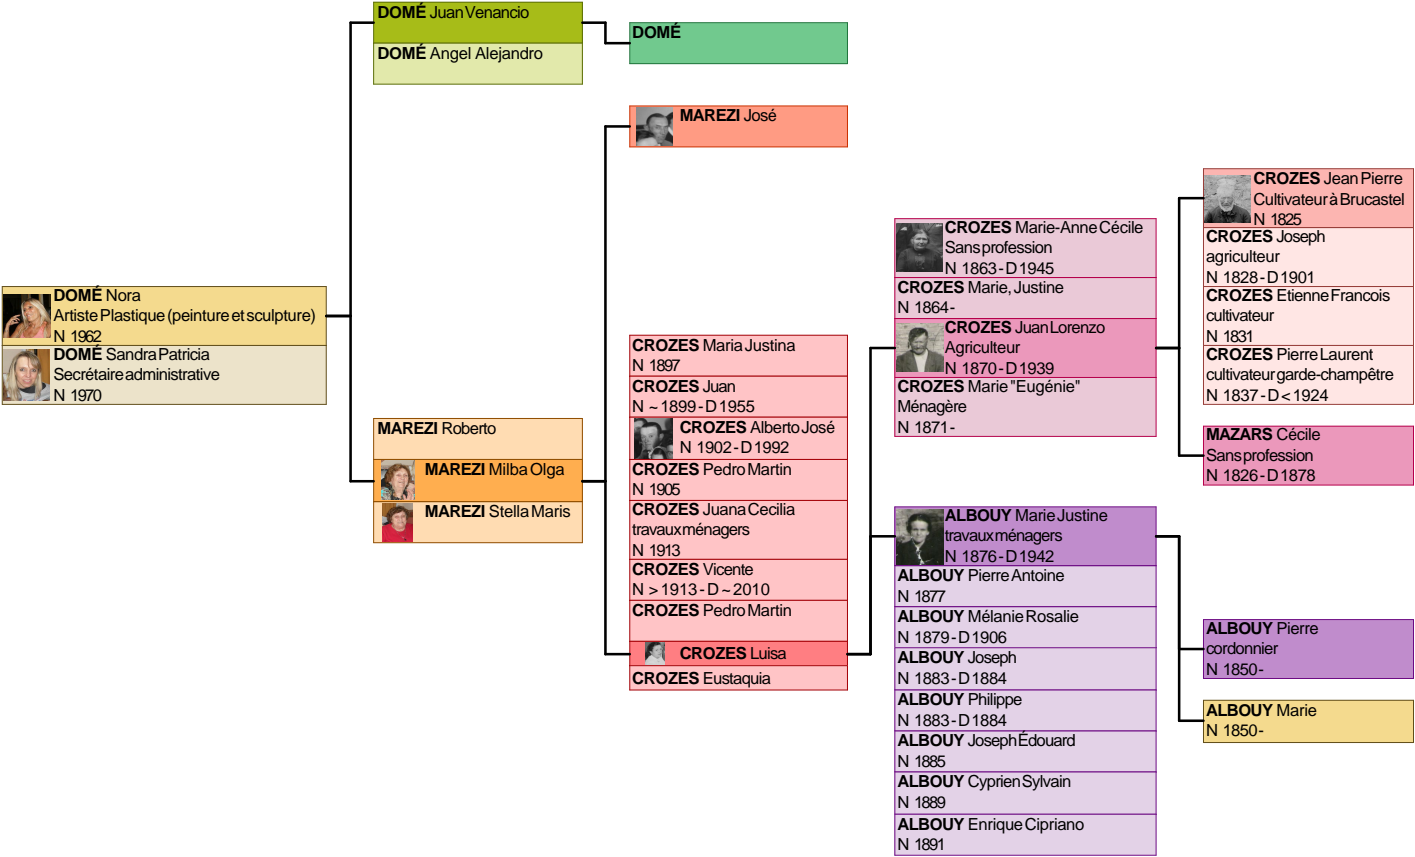 DOMÉ Juan Venancio
DOMÉ Angel Alejandro
DOMÉ
MAREZI José
DOMÉ Nora
Artiste Plastique (peinture et sculpture)
N 1962
DOMÉ Sandra Patricia
Secrétaire administrative
N 1970
MAREZI Roberto
MAREZI Milba Olga
MAREZI Stella Maris
CROZES Maria Justina
N 1897
CROZES Juan
N ~ 1899 - D 1955
CROZES Alberto José
N 1902 - D 1992
CROZES Pedro Martin
N 1905
CROZES Juana Cecilia
travaux ménagers
N 1913
CROZES Vicente
N > 1913 - D ~ 2010
CROZES Pedro Martin
CROZES Luisa
CROZES Eustaquia
CROZES Marie-Anne Cécile
Sans profession
N 1863 - D 1945
CROZES Marie, Justine
N 1864 -
CROZES Juan Lorenzo
Agriculteur
N 1870 - D 1939
CROZES Marie "Eugénie"
Ménagère
N 1871 -
ALBOUY Marie Justine
travaux ménagers
N 1876 - D 1942
ALBOUY Pierre Antoine
N 1877
ALBOUY Mélanie Rosalie
N 1879 - D 1906
ALBOUY Joseph
N 1883 - D 1884
ALBOUY Philippe
N 1883 - D 1884
ALBOUY Joseph Édouard
N 1885
ALBOUY Cyprien Sylvain
N 1889
ALBOUY Enrique Cipriano
N 1891
CROZES Jean Pierre
Cultivateur à Brucastel
N 1825
CROZES Joseph
agriculteur
N 1828 - D 1901
CROZES Etienne Francois
cultivateur
N 1831
CROZES Pierre Laurent
cultivateur garde-champêtre
N 1837 - D < 1924
MAZARS Cécile
Sans profession
N 1826 - D 1878
ALBOUY Pierre
cordonnier
N 1850 -
ALBOUY Marie
N 1850 -